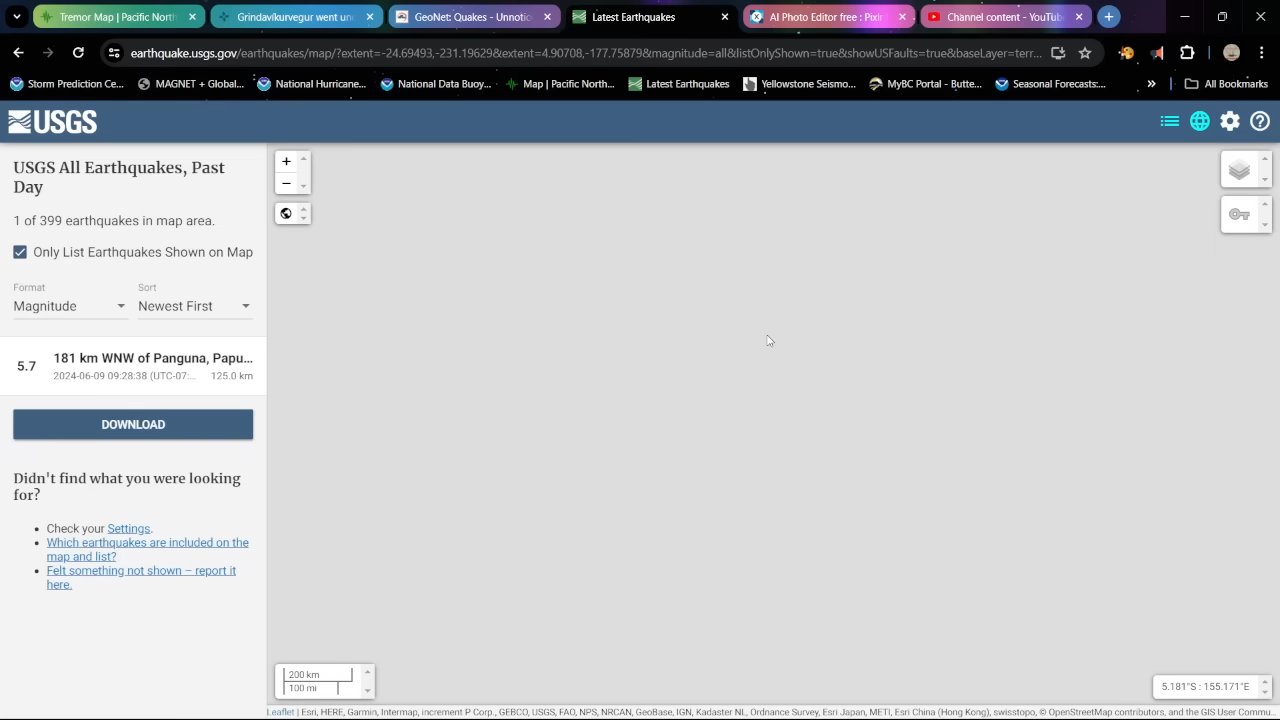 Tremor Map | Pacific North
Grindavíkurvegur went un
GeoNet: Quakes - Unnotic
Latest Earthquakes
AI Photo Editor free : Pixlr
Channel content - YouTub
earthquake.usgs.gov/earthquakes/map/?extent=-24.69493,-231.19629&extent=4.90708,-177.75879&magnitude=all&listOnlyShown=true&showUSFaults=true&baseLayer=terr...
Storm Prediction Ce...
MAGNET + Global...
National Hurricane...
National Data Buoy...
Map | Pacific North...
Latest Earthquakes
Yellowstone Seismo...
MyBC Portal - Butte...
Seasonal Forecasts:...
»
All Bookmarks
USGS
USGS All Earthquakes, Past
Day
1 of 399 earthquakes in map area.
Only List Earthquakes Shown on Map
Format
Sort
Magnitude
Newest First
5.7
181 km WNW of Panguna, Papu...
2024-06-09 09:28:38 (UTC-07:...
125.0 km
DOWNLOAD
Didn't find what you were looking
for?
Check your Settings.
Which earthquakes are included on the
map and list?
Felt something not shown – report it
here.
+
−
200 km
100 mi
5.181°S : 155.171°E
Leaflet | Esri, HERE, Garmin, Intermap, increment P Corp., GEBCO, USGS, FAO, NPS, NRCAN, GeoBase, IGN, Kadaster NL, Ordnance Survey, Esri Japan, METI, Esri China (Hong Kong), swisstopo, © OpenStreetMap contributors, and the GIS User Commu...